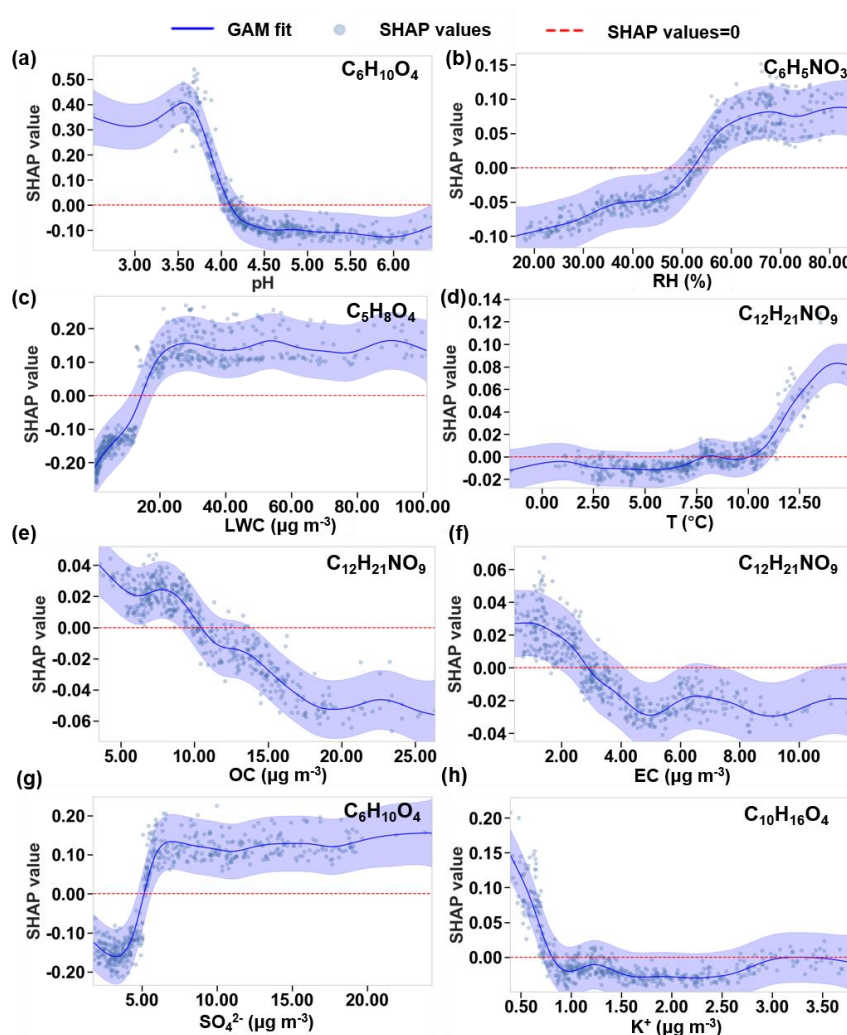 GAM fit SHAP values SHAP values=0
(a) C₆H₁₀O₄
SHAP value
0.50
0.40
0.30
0.20
0.10
0.00
-0.10
3.00 3.50 4.00 4.50 5.00 5.50 6.00
pH
(b) C₆H₅NO₃
SHAP value
0.15
0.10
0.05
0.00
-0.05
-0.10
20.00 30.00 40.00 50.00 60.00 70.00 80.00
RH (%)
(c) C₅H₈O₄
SHAP value
0.20
0.10
0.00
-0.10
-0.20
20.00 40.00 60.00 80.00 100.00
LWC (µg m⁻³)
(d) C₁₂H₂₁NO₉
SHAP value
0.14
0.12
0.10
0.08
0.06
0.04
0.02
0.00
-0.02
0.00 2.50 5.00 7.50 10.00 12.50
T (°C)
(e) C₁₂H₂₁NO₉
SHAP value
0.04
0.02
0.00
-0.02
-0.04
-0.06
5.00 10.00 15.00 20.00 25.00
OC (µg m⁻³)
(f) C₁₂H₂₁NO₉
SHAP value
0.06
0.04
0.02
0.00
-0.02
-0.04
2.00 4.00 6.00 8.00 10.00
EC (µg m⁻³)
(g) C₆H₁₀O₄
SHAP value
0.20
0.10
0.00
-0.10
-0.20
5.00 10.00 15.00 20.00
SO₄²⁻ (µg m⁻³)
(h) C₁₀H₁₆O₄
SHAP value
0.20
0.15
0.10
0.05
0.00
0.40 1.00 1.50 2.00 2.50 3.00 3.50
K⁺ (µg m⁻³)